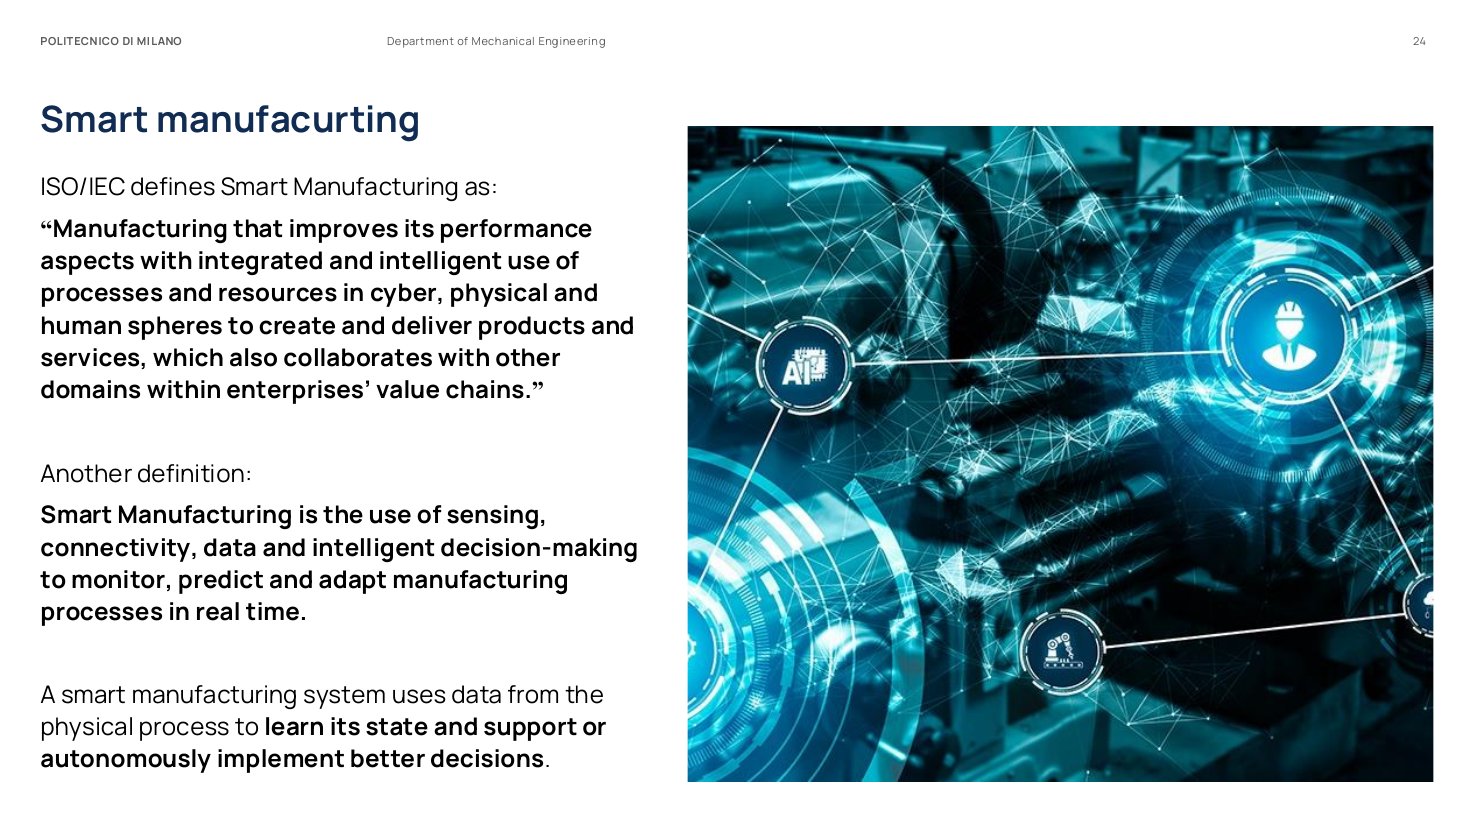 POLITECNICO DI MILANO
Department of Mechanical Engineering
24
Smart manufacurting
ISO/IEC defines Smart Manufacturing as:
“Manufacturing that improves its performance
aspects with integrated and intelligent use of
processes and resources in cyber, physical and
human spheres to create and deliver products and
services, which also collaborates with other
domains within enterprises’ value chains.”
Another definition:
Smart Manufacturing is the use of sensing,
connectivity, data and intelligent decision-making
to monitor, predict and adapt manufacturing
processes in real time.
A smart manufacturing system uses data from the
physical process to learn its state and support or
autonomously implement better decisions.
AI